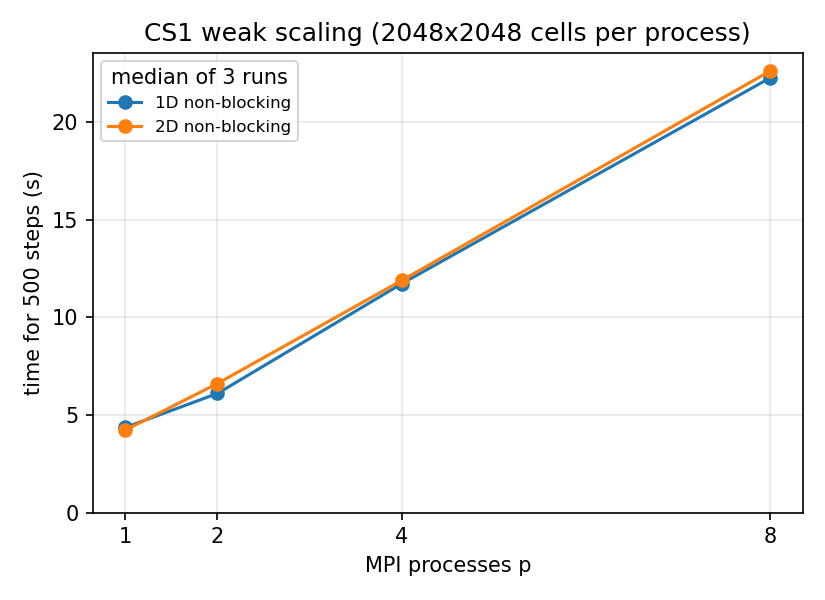 CS1 weak scaling (2048x2048 cells per process)
median of 3 runs
1D non-blocking
2D non-blocking
time for 500 steps (s)
20
15
10
5
0
1 2 4 8
MPI processes p